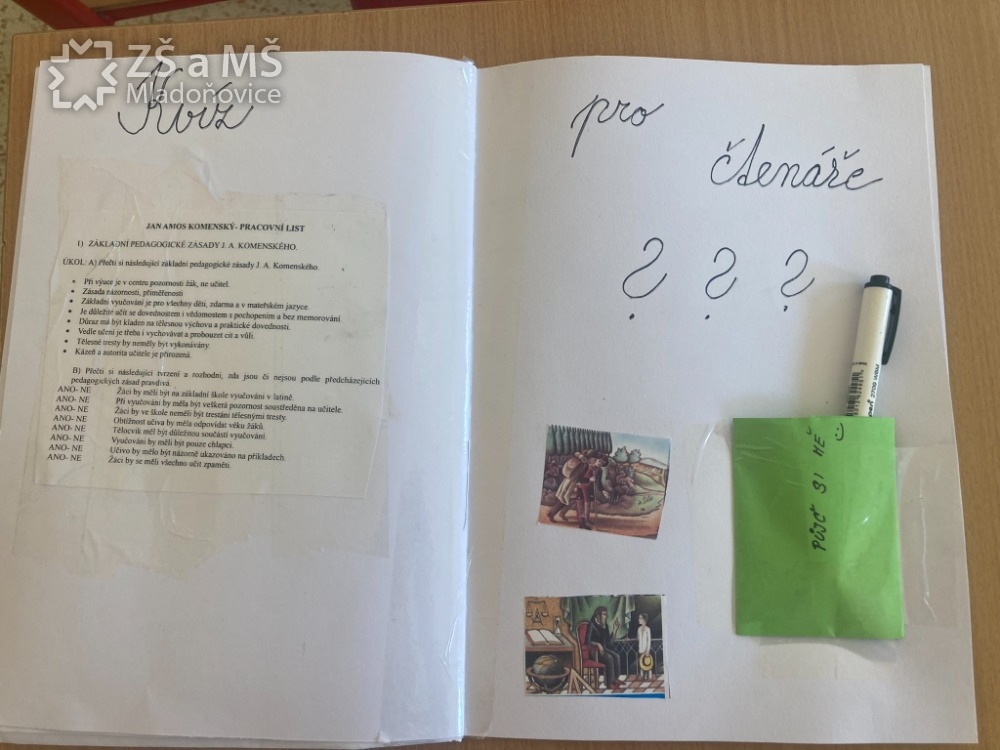 ZŠ a MŠ
Mladoňovice
Kvíz
JAN AMOS KOMENSKÝ- PRACOVNÍ LIST
I) ZÁKLADNÍ PEDAGOGICKÉ ZÁSADY J. A. KOMENSKÉHO.
ÚKOL: A) Přečti si následující základní pedagogické zásady J. A. Komenského.
• Při výuce je v centru pozornosti žák, ne učitel.
• Zásada názornosti, přiměřenosti
• Základní vyučování je pro všechny děti, zdarma a v mateřském jazyce.
• Je důležité učit se dovednostem i vědomostem s pochopením a bez memorování.
• Důraz má být kladen na tělesnou výchovu a praktické dovednosti.
• Vedle učení je třeba i vychovávat a probouzet cit a vůli.
• Tělesné tresty by neměly být vykonávány.
• Kázeň a autorita učitele je přirozená.
B) Přečti si následující tvrzení a rozhodni, zda jsou či nejsou podle předcházejících
pedagogických zásad pravdivá.
ANO- NE Žáci by měli být na základní škole vyučováni v latině.
ANO- NE Při vyučování by měla být veškerá pozornost soustředěna na učitele.
ANO- NE Žáci by ve škole neměli být trestáni tělesnými tresty.
ANO- NE Obtížnost učiva by měla odpovídat věku žáků.
ANO- NE Tělocvik měl být důležitou součástí vyučování.
ANO- NE Vyučováni by měli být pouze chlapci.
ANO- NE Učivo by mělo být názorně ukazováno na příkladech.
ANO- NE Žáci by se měli všechno učit zpaměti.
pro
čtenáře
? ? ?
PŮJČ SI MĚ